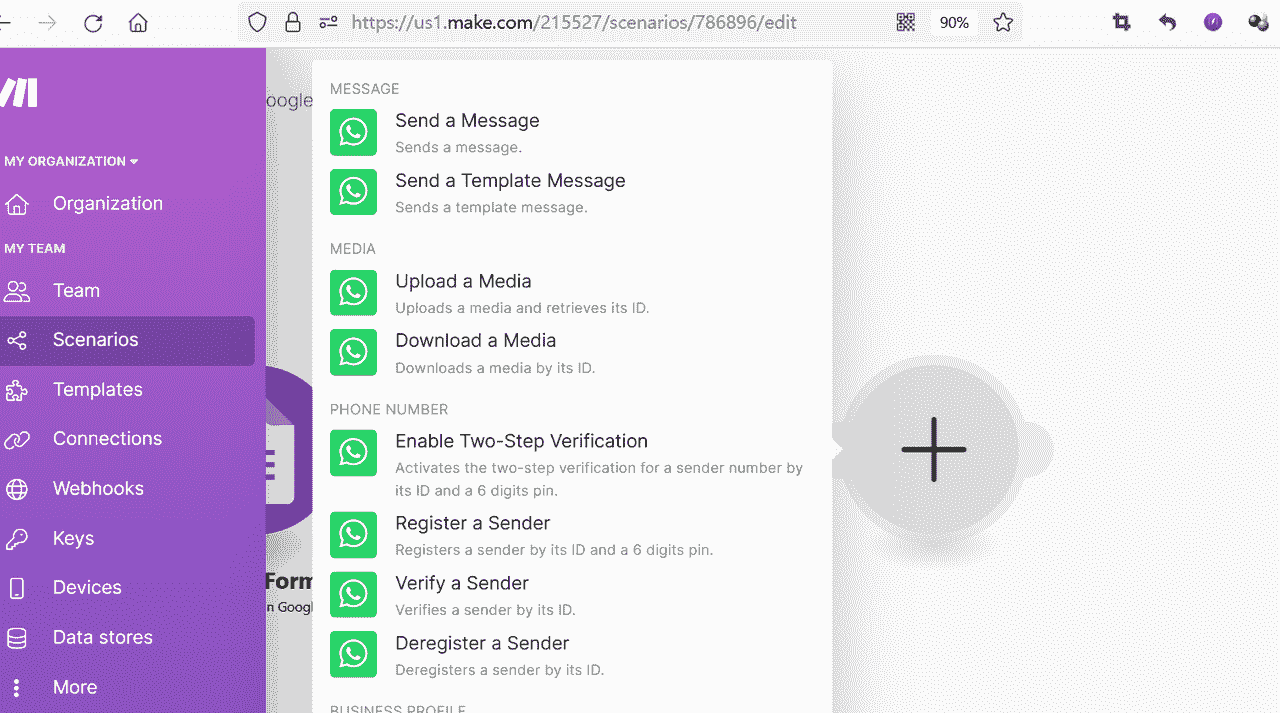 https://us1.make.com/215527/scenarios/786896/edit
90%
MY ORGANIZATION
Organization
MY TEAM
Team
Scenarios
Templates
Connections
Webhooks
Keys
Devices
Data stores
More
oogle
Form
n Googl
MESSAGE
Send a Message
Sends a message.
Send a Template Message
Sends a template message.
MEDIA
Upload a Media
Uploads a media and retrieves its ID.
Download a Media
Downloads a media by its ID.
PHONE NUMBER
Enable Two-Step Verification
Activates the two-step verification for a sender number by
its ID and a 6 digits pin.
Register a Sender
Registers a sender by its ID and a 6 digits pin.
Verify a Sender
Verifies a sender by its ID.
Deregister a Sender
Deregisters a sender by its ID.
BUSINESS PROFILE